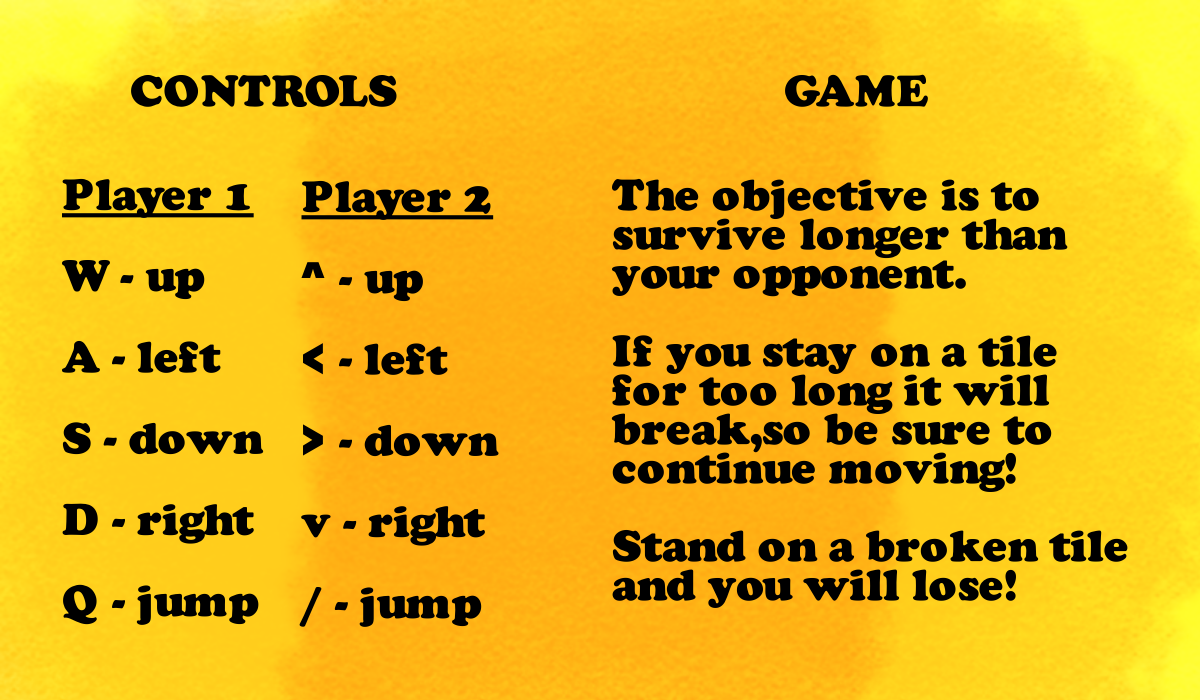 CONTROLS
Player 1
W - up
A - left
S - down
D - right
Q - jump
Player 2
^ - up
< - left
> - down
v - right
/ - jump
GAME
The objective is to
survive longer than
your opponent.
If you stay on a tile
for too long it will
break,so be sure to
continue moving!
Stand on a broken tile
and you will lose!